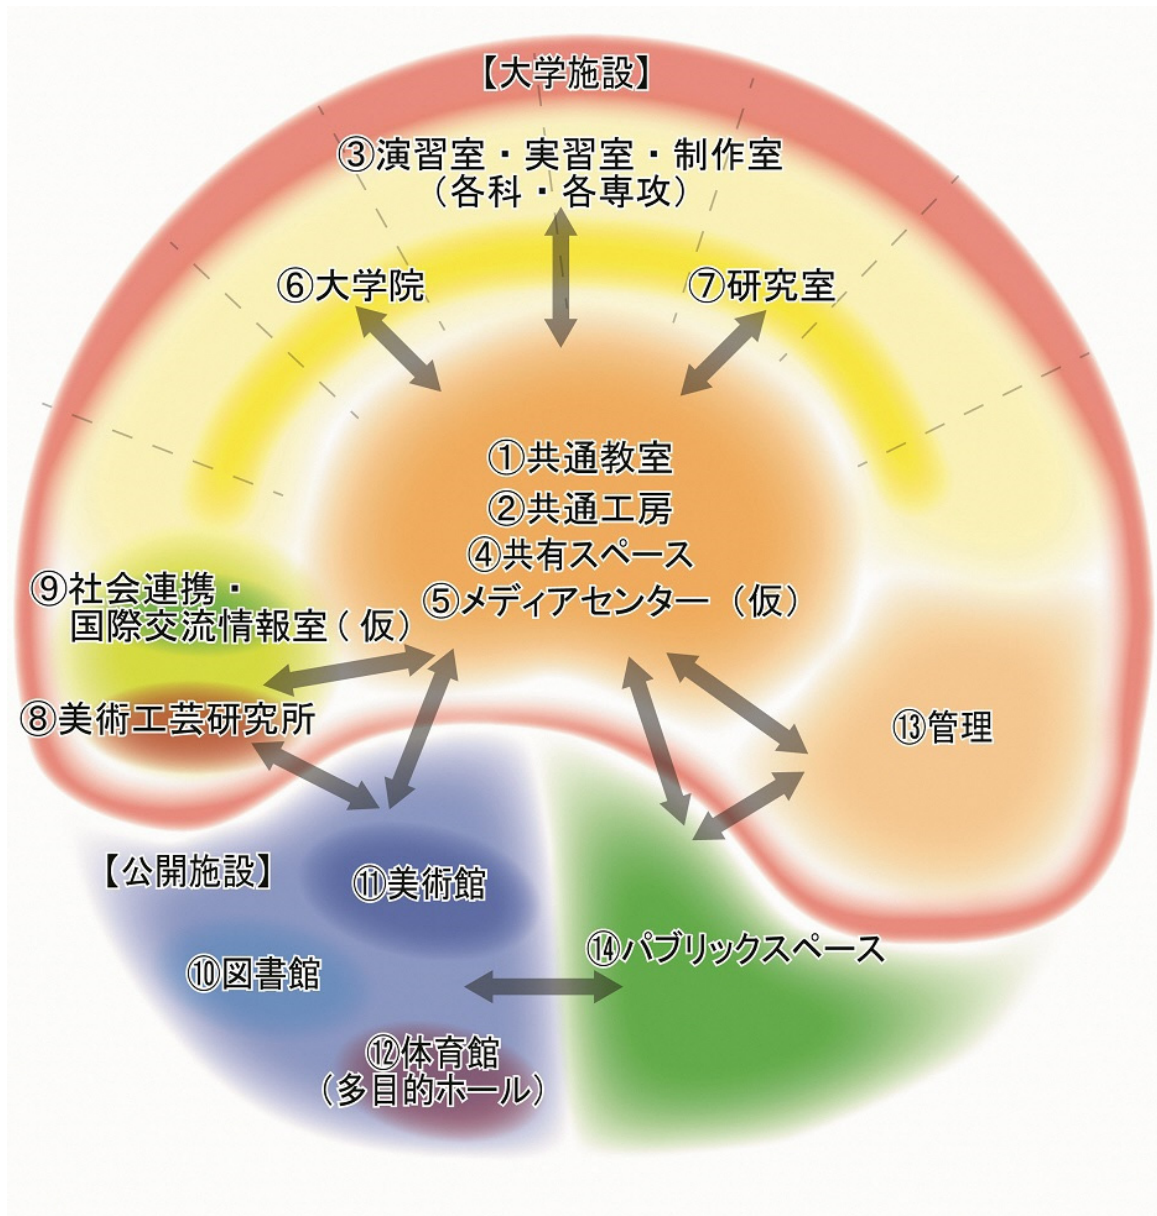 【大学施設】
③演習室・実習室・制作室
（各科・各専攻）
⑥大学院
⑦研究室
①共通教室
②共通工房
④共有スペース
⑤メディアセンター（仮）
⑨社会連携・
国際交流情報室（仮）
⑧美術工芸研究所
⑬管理
【公開施設】
⑪美術館
⑭パブリックスペース
⑩図書館
⑫体育館
（多目的ホール）